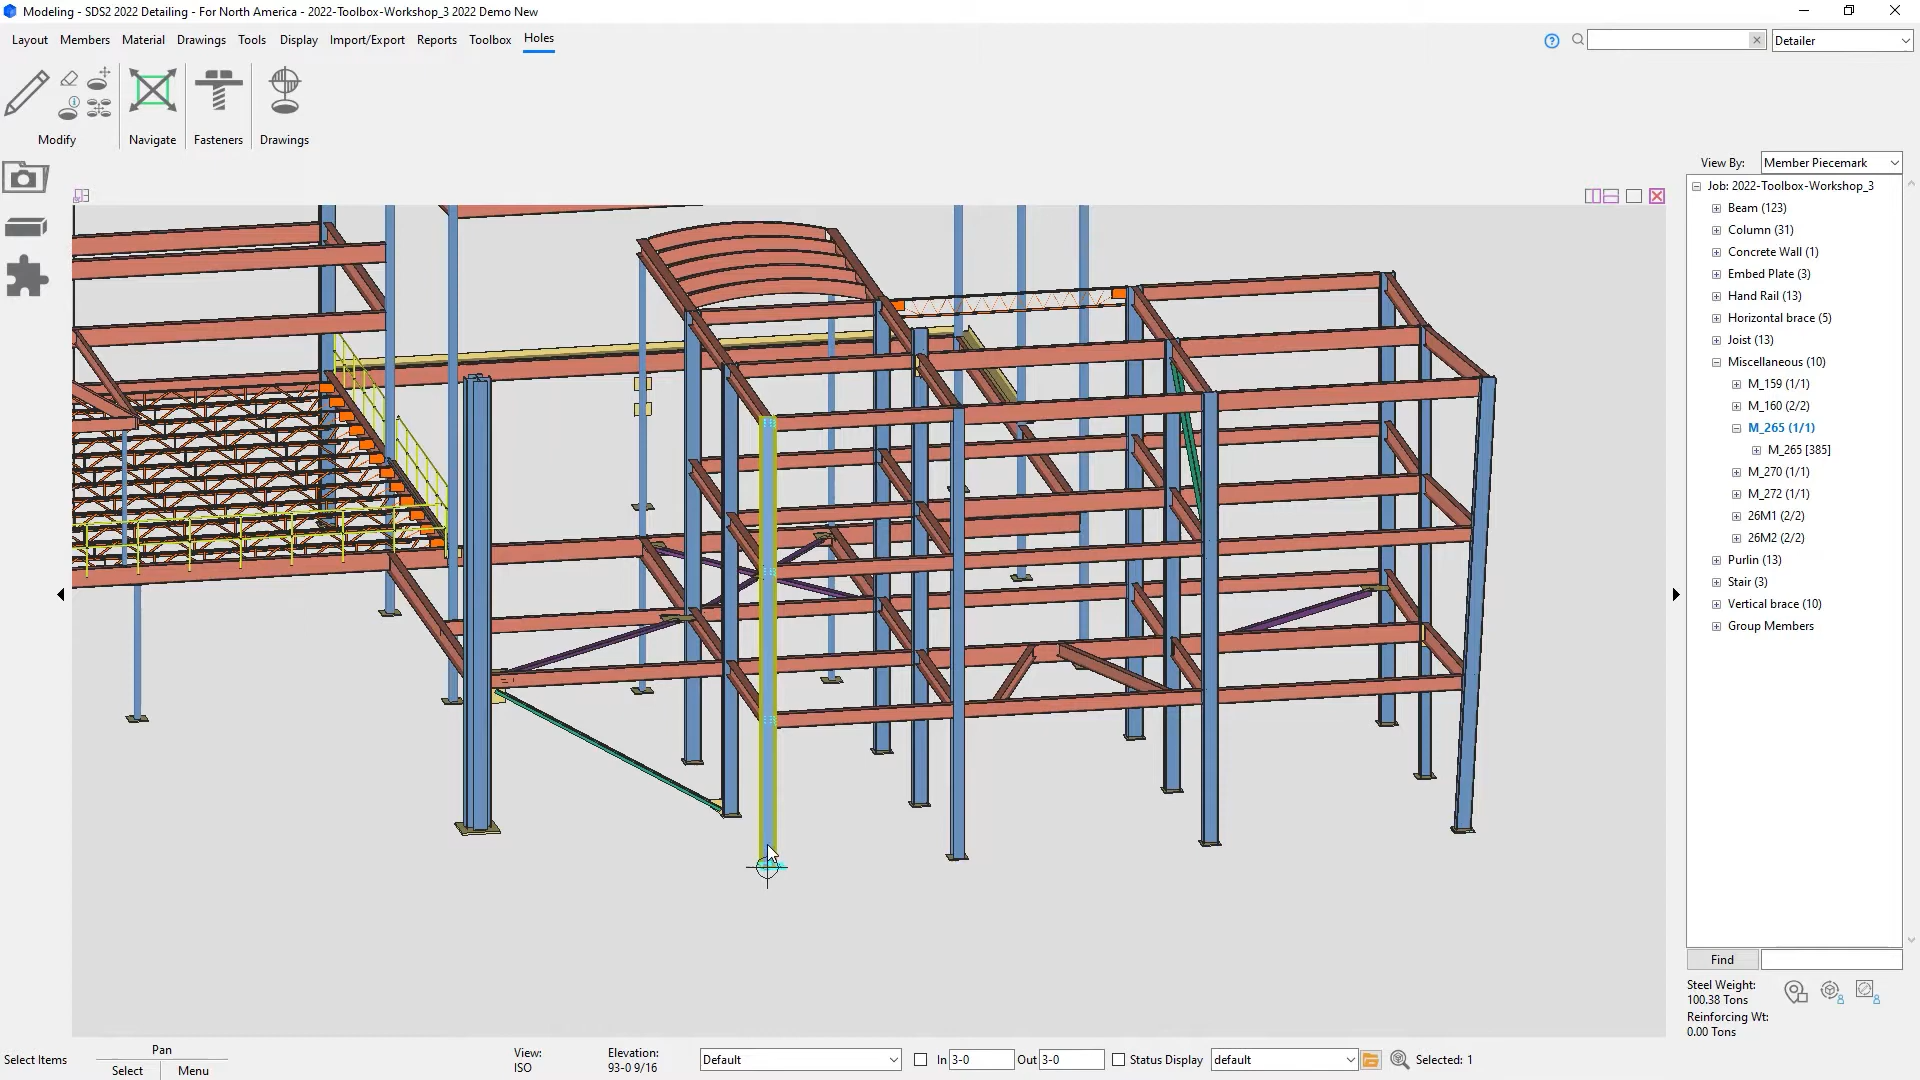 Modeling - SDS2 2022 Detailing - For North America - 2022-Toolbox-Workshop_3 2022 Demo New
Layout Members Material Drawings Tools Display Import/Export Reports Toolbox Holes
Detailer
Modify Navigate Fasteners Drawings
View By: Member Piecemark
Job: 2022-Toolbox-Workshop_3
Beam (123)
Column (31)
Concrete Wall (1)
Embed Plate (3)
Hand Rail (13)
Horizontal brace (5)
Joist (13)
Miscellaneous (10)
M_159 (1/1)
M_160 (2/2)
M_265 (1/1)
M_265 [385]
M_270 (1/1)
M_272 (1/1)
26M1 (2/2)
26M2 (2/2)
Purlin (13)
Stair (3)
Vertical brace (10)
Group Members
Find
Steel Weight:
100.38 Tons
Reinforcing Wt:
0.00 Tons
Select Items
Pan
Select Menu
View:
ISO
Elevation:
93-0 9/16
Default
In 3-0 Out 3-0
Status Display
default
Selected: 1